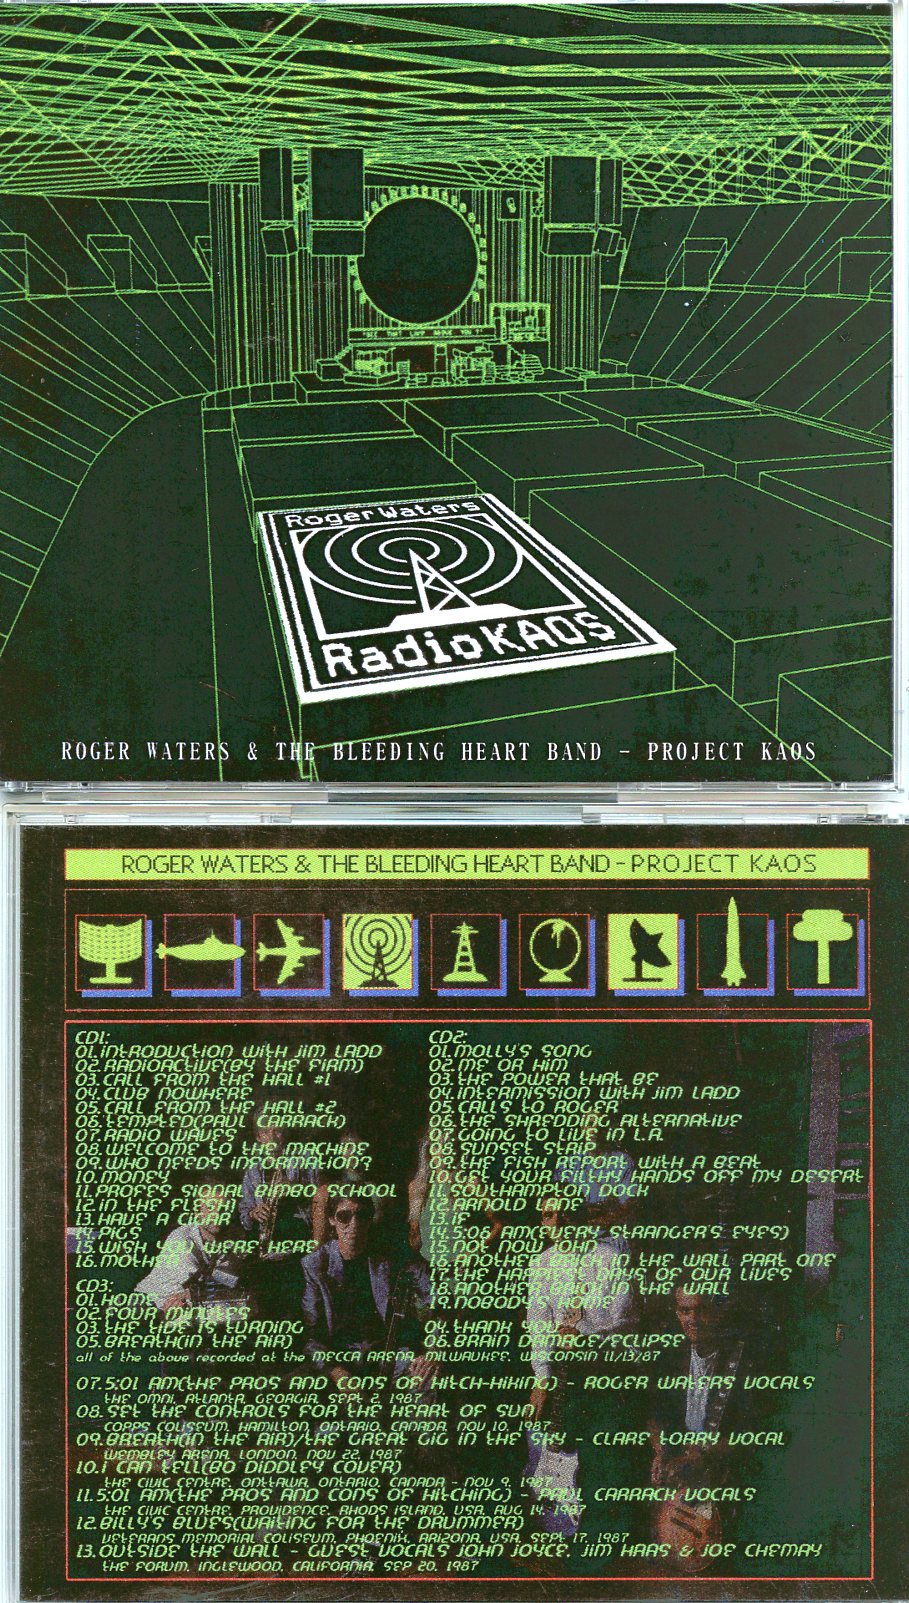 "SEE THAT LAMP ABOVE YOU"
Roger Waters
RadioKAOS
ROGER WATERS & THE BLEEDING HEART BAND - PROJECT KAOS
ROGER WATERS & THE BLEEDING HEART BAND - PROJECT KAOS
CD1:
01. INTRODUCTION WITH JIM LADD
02. RADIOACTIVE(BY THE FIRM)
03. CALL FROM THE HALL #1
04. CLUB NOWHERE
05. CALL FROM THE HALL #2
06. TEMPTED(PAUL CARRACK)
07. RADIO WAVES
08. WELCOME TO THE MACHINE
09. WHO NEEDS INFORMATION?
10. MONEY
11. PROFES SIONAL BIMBO SCHOOL
12. IN THE FLESH!
13. HAVE A CIGAR
14. PIGS
15. WISH YOU WERE HERE
16. MOTHER
CD2:
01. MOLLY'S SONG
02. ME OR HIM
03. THE POWER THAT BE
04. INTERMISSION WITH JIM LADD
05. CALLS TO ROGER
06. THE SHREDDING ALTERNATIVE
07. GOING TO LIVE IN L.A.
08. SUNSET STRIP
09. THE FISH REPORT WITH A BEAT
10. GET YOUR FILTHY HANDS OFF MY DESERT
11. SOUTHAMPTON DOCK
12. ARNOLD LANE
13. IF
14. 5:06 AM(EVERY STRANGER'S EYES)
15. NOT NOW JOHN
16. ANOTHER BRICK IN THE WALL PART ONE
17. THE HAPPIEST DAYS OF OUR LIVES
18. ANOTHER BRICK IN THE WALL
19. NOBODY'S HOME
CD3:
01. HOME
02. FOUR MINUTES
03. THE TIDE IS TURNING
04. THANK YOU
05. BREATH(IN THE AIR)
06. BRAIN DAMAGE/ECLIPSE
all of the above recorded at the MECCA ARENA, MILWAUKEE, WISCONSIN 11/13/87
07. 5:01 AM(THE PROS AND CONS OF HITCH-HIKING) - ROGER WATERS VOCALS
THE OMNI, ATLANTA, GEORGIA, SEPT 2, 1987
08. SET THE CONTROLS FOR THE HEART OF SUN
COPPS COLISEUM, HAMILTON, ONTARIO, CANADA, NOV 10, 1987
09. BREATH(IN THE AIR)/THE GREAT GIG IN THE SKY - CLARE TORRY VOCAL
WEMBLEY ARENA, LONDON, NOV 22, 1987
10. I CAN TELL(BO DIDDLEY COVER)
THE CIVIC CENTRE, ONTTAWA, ONTARIO, CANADA - NOV 9, 1987
11. 5:01 AM(THE PROS AND CONS OF HITCHING) - PAUL CARRACK VOCALS
THE CIVIC CENTRE, PROVIDENCE, RHODS ISLAND, USA, AUG 14, 1987
12. BILLY'S BLUES(WAITING FOR THE DRUMMER)
VETERANS MEMORIAL COLISEUM, PHOENIX, ARIZONA, USA, SEPT 17, 1987
13. OUTSIDE THE WALL - GUEST VOCALS JOHN JOYCE, JIM HAAS & JOE CHEMAY
THE FORUM, INGLEWOOD, CALIFORNIA, SEP 20, 1987